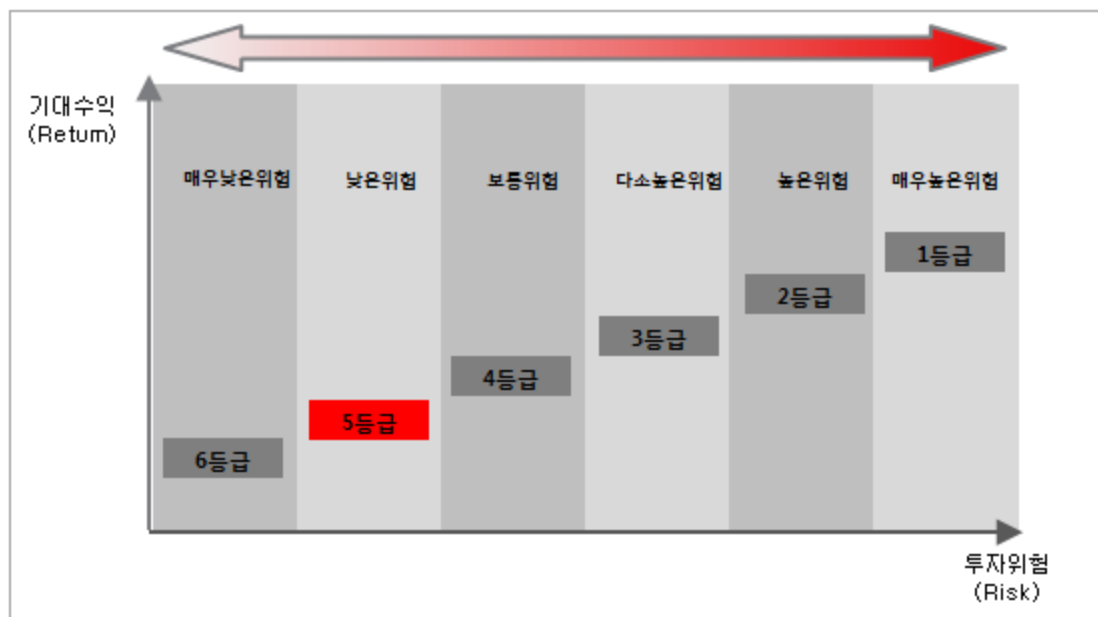 기대수익
(Retum)
매우낮은위험
낮은위험
보통위험
다소높은위험
높은위험
매우높은위험
1등급
2등급
3등급
4등급
5등급
6등급
투자위험
(Risk)